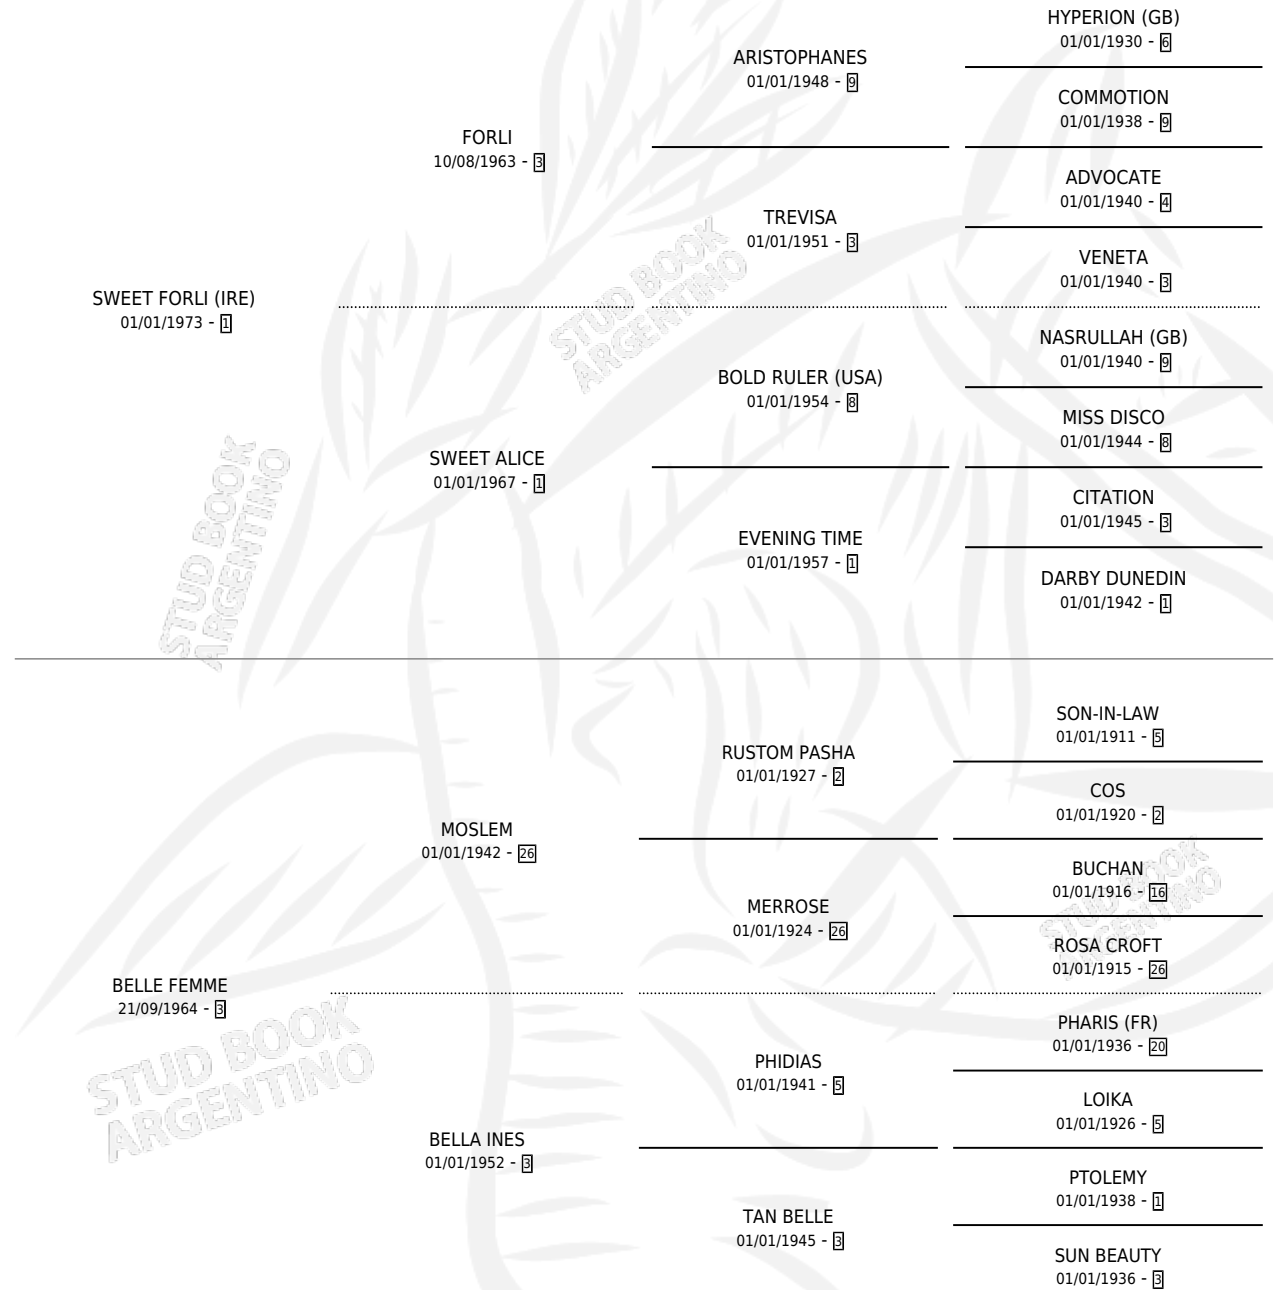 HYPERION (GB)
01/01/1930 - 6
ARISTOPHANES
01/01/1948 - 9
COMMOTION
01/01/1938 - 9
FORLI
10/08/1963 - 3
ADVOCATE
01/01/1940 - 4
TREVISA
01/01/1951 - 3
VENETA
01/01/1940 - 3
SWEET FORLI (IRE)
01/01/1973 - 1
STUD BOOK
ARGENTINO
NASRULLAH (GB)
01/01/1940 - 9
BOLD RULER (USA)
01/01/1954 - 8
MISS DISCO
01/01/1944 - 8
SWEET ALICE
01/01/1967 - 1
CITATION
01/01/1945 - 3
EVENING TIME
01/01/1957 - 1
DARBY DUNEDIN
01/01/1942 - 1
STUD BOOK
ARGENTINO
SON-IN-LAW
01/01/1911 - 5
RUSTOM PASHA
01/01/1927 - 2
COS
01/01/1920 - 2
MOSLEM
01/01/1942 - 26
BUCHAN
01/01/1916 - 16
MERROSE
01/01/1924 - 26
ROSA CROFT
01/01/1915 - 26
STUD BOOK
ARGENTINO
BELLE FEMME
21/09/1964 - 3
PHARIS (FR)
01/01/1936 - 20
PHIDIAS
01/01/1941 - 5
LOIKA
01/01/1926 - 5
STUD BOOK
ARGENTINO
BELLA INES
01/01/1952 - 3
PTOLEMY
01/01/1938 - 1
TAN BELLE
01/01/1945 - 3
SUN BEAUTY
01/01/1936 - 3